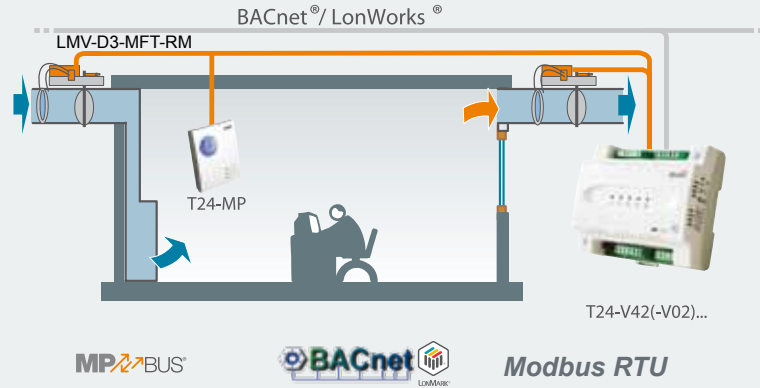 BACnet®/ LonWorks ®
LMV-D3-MFT-RM
T24-MP
T24-V42(-V02)...
MP BUS®
BACnet
LONMARK®
Modbus RTU